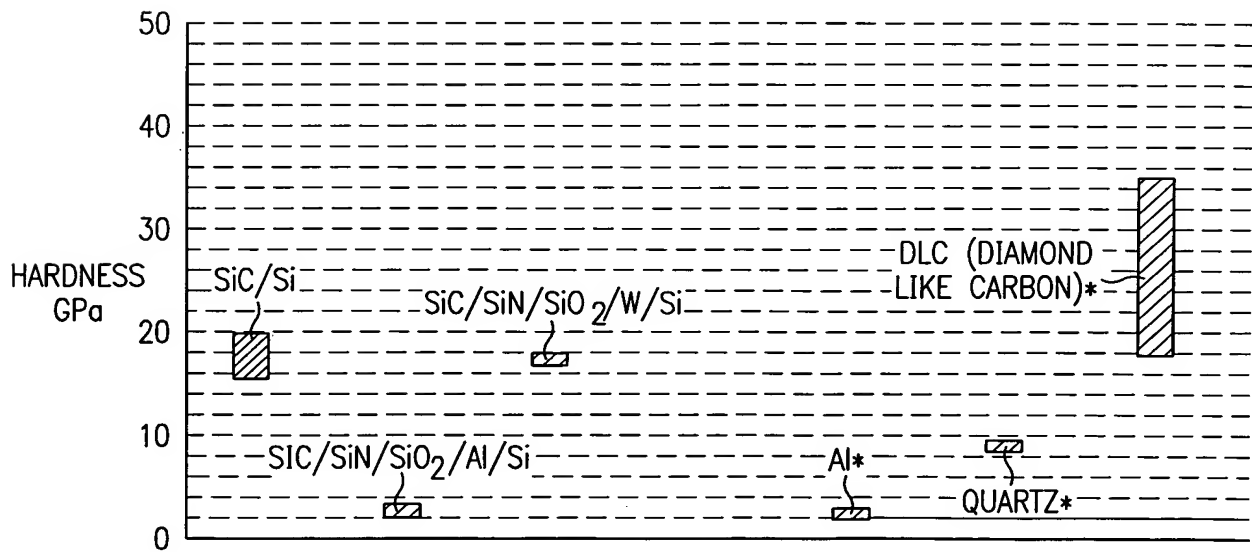 50
40
30
20
10
0
HARDNESS
GPa
SiC/Si
SiC/SiN/SiO2/W/Si
DLC (DIAMOND
LIKE CARBON)*
SIC/SiN/SiO2/Al/Si
Al*
QUARTZ*